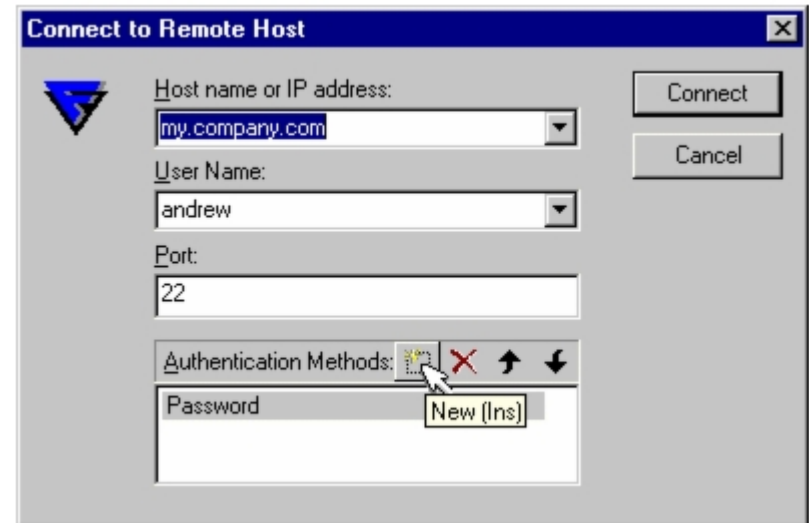 Connect to Remote Host
Host name or IP address:
my.company.com
Connect
User Name:
Cancel
andrew
Port:
22
Authentication Methods:
Password
New (Ins)